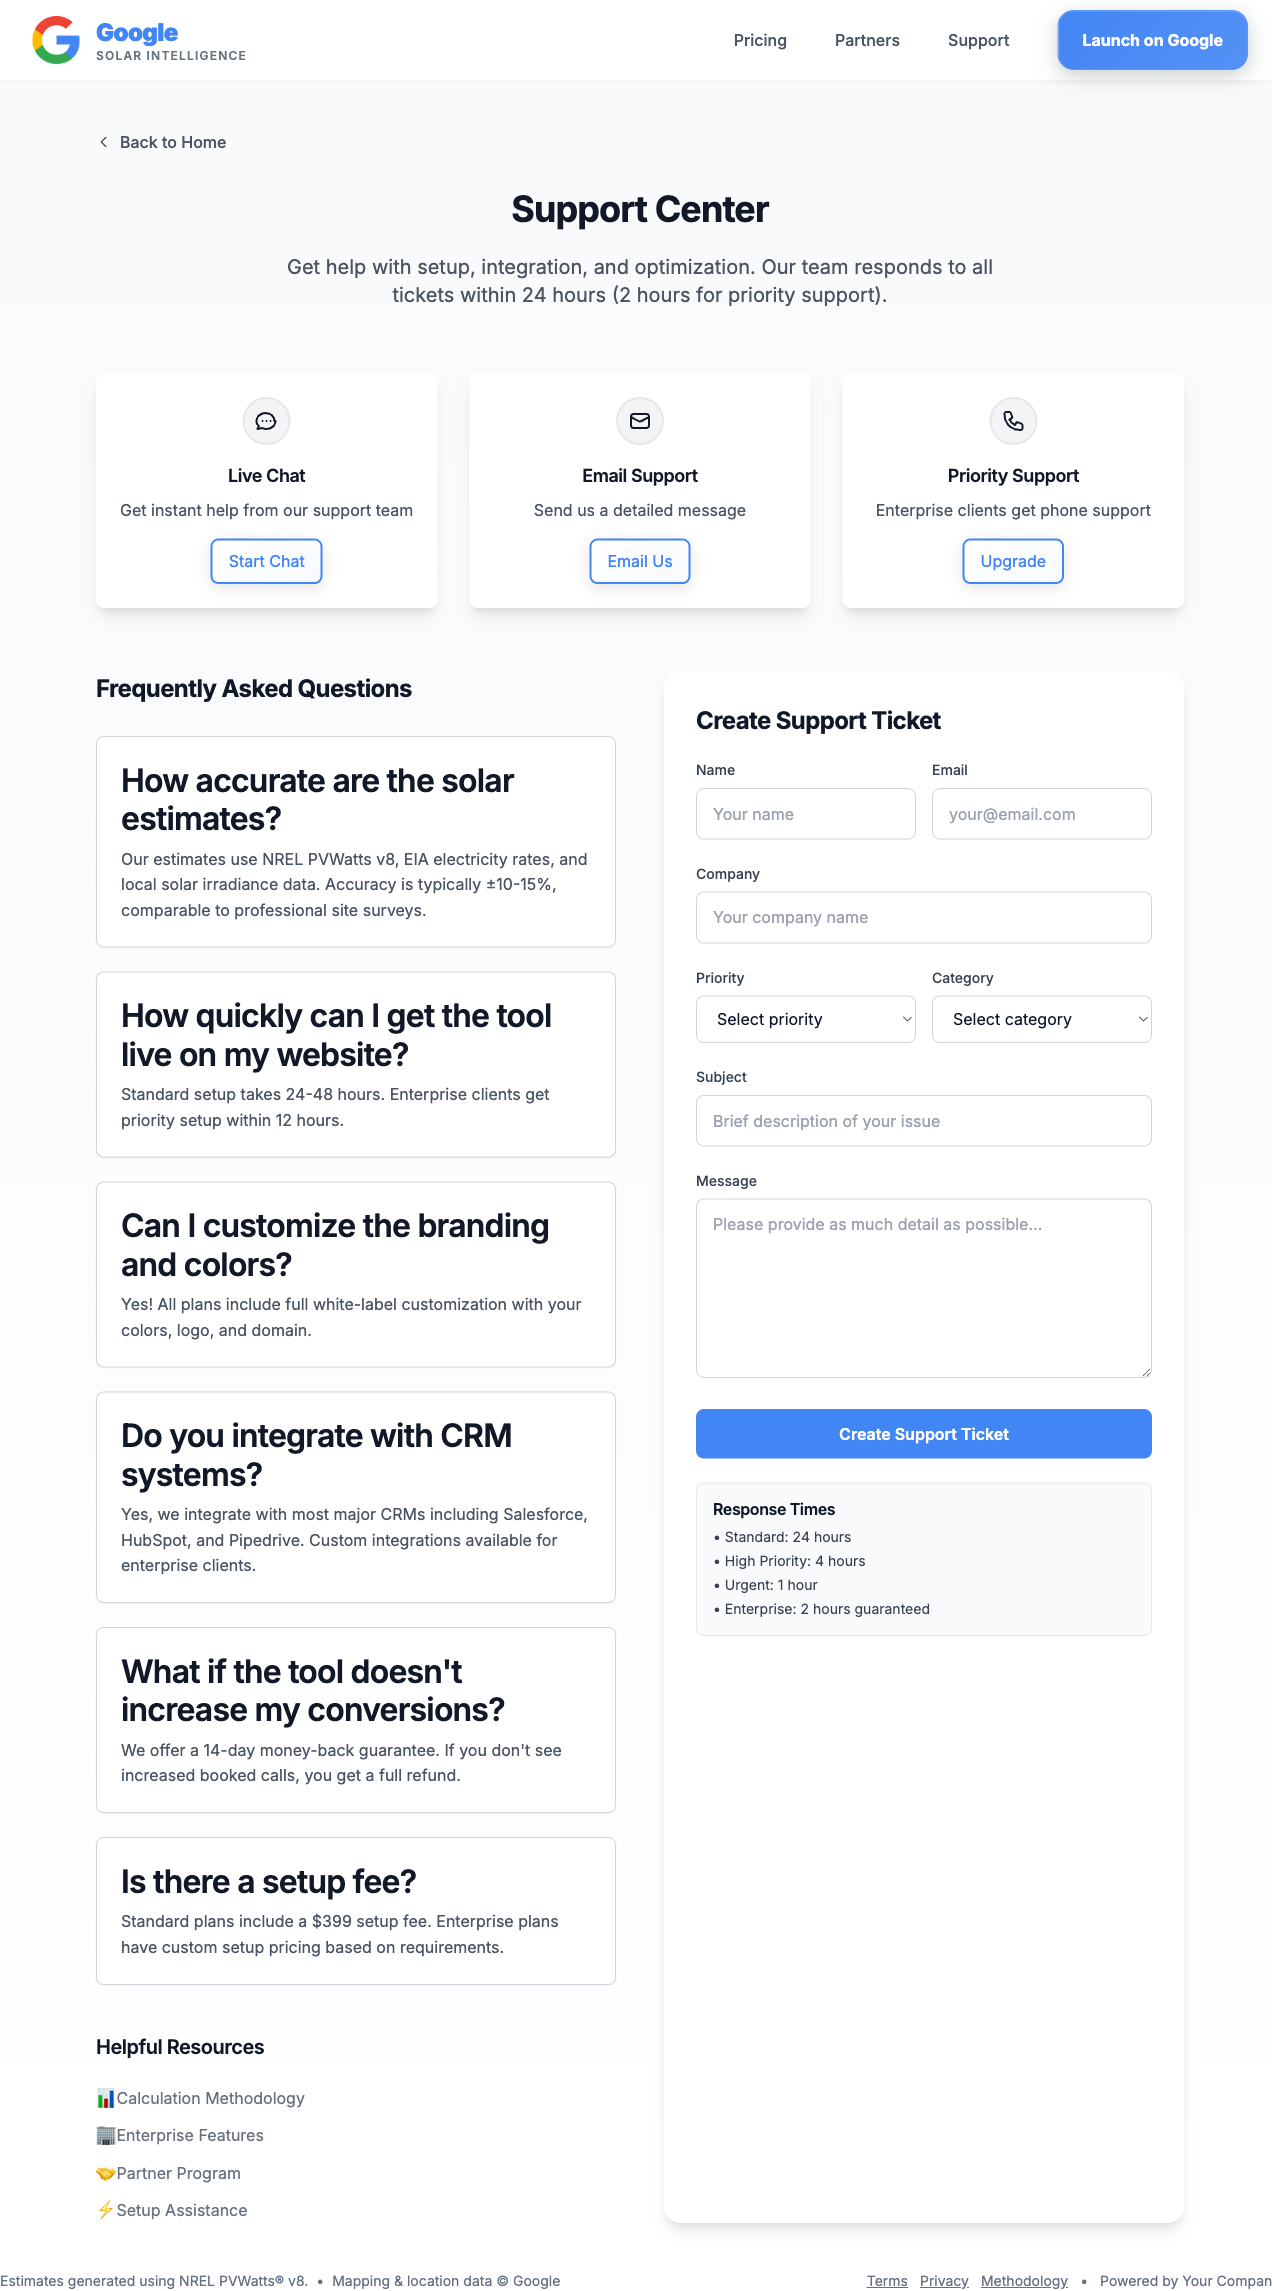 Google
SOLAR INTELLIGENCE
Pricing
Partners
Support
Launch on Google
Back to Home
Support Center
Get help with setup, integration, and optimization. Our team responds to all
tickets within 24 hours (2 hours for priority support).
Live Chat
Get instant help from our support team
Start Chat
Email Support
Send us a detailed message
Email Us
Priority Support
Enterprise clients get phone support
Upgrade
Frequently Asked Questions
How accurate are the solar
estimates?
Our estimates use NREL PVWatts v8, EIA electricity rates, and
local solar irradiance data. Accuracy is typically ±10-15%,
comparable to professional site surveys.
How quickly can I get the tool
live on my website?
Standard setup takes 24-48 hours. Enterprise clients get
priority setup within 12 hours.
Can I customize the branding
and colors?
Yes! All plans include full white-label customization with your
colors, logo, and domain.
Do you integrate with CRM
systems?
Yes, we integrate with most major CRMs including Salesforce,
HubSpot, and Pipedrive. Custom integrations available for
enterprise clients.
What if the tool doesn't
increase my conversions?
We offer a 14-day money-back guarantee. If you don't see
increased booked calls, you get a full refund.
Is there a setup fee?
Standard plans include a $399 setup fee. Enterprise plans
have custom setup pricing based on requirements.
Helpful Resources
📊Calculation Methodology
🏢Enterprise Features
🤝Partner Program
⚡Setup Assistance
Create Support Ticket
Name
Your name
Email
your@email.com
Company
Your company name
Priority
Select priority
Category
Select category
Subject
Brief description of your issue
Message
Please provide as much detail as possible...
Create Support Ticket
Response Times
• Standard: 24 hours
• High Priority: 4 hours
• Urgent: 1 hour
• Enterprise: 2 hours guaranteed
Estimates generated using NREL PVWatts® v8. • Mapping & location data © Google
Terms Privacy Methodology • Powered by Your Compan